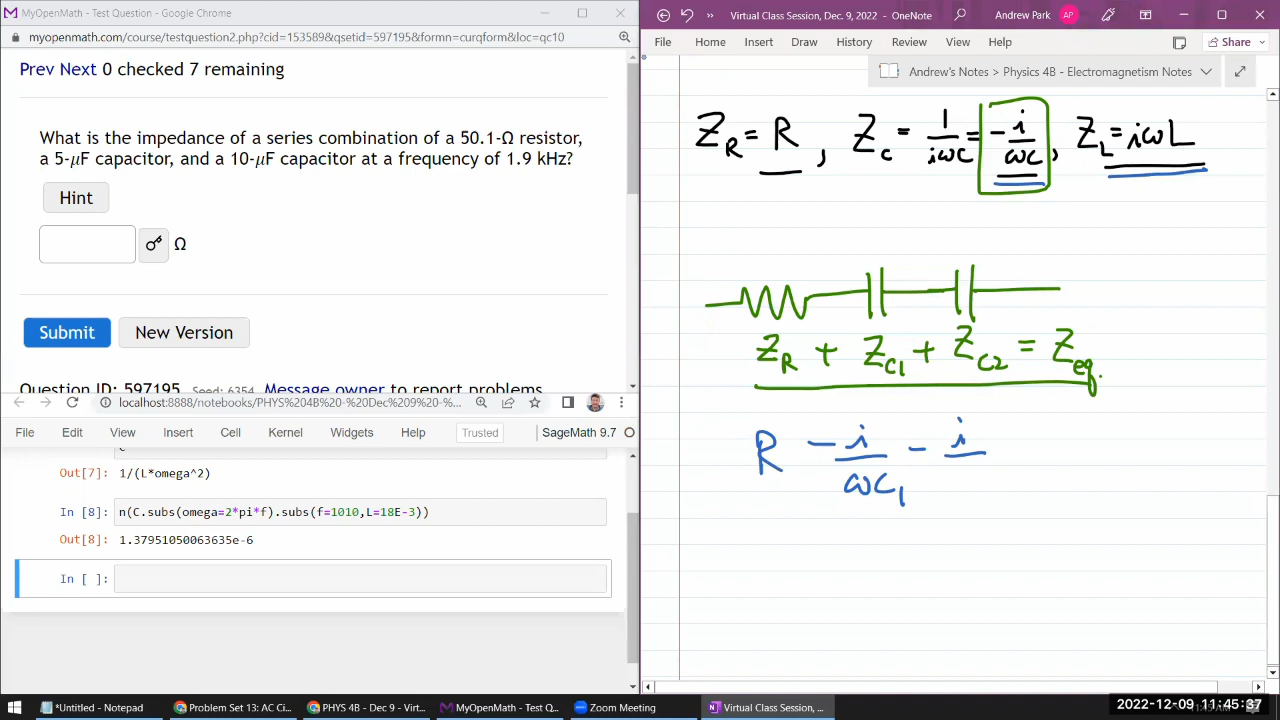 MyOpenMath - Test Question - Google Chrome
myopenmath.com/course/testquestion2.php?cid=153589&qsetid=597195&formn=curqform&loc=qc10
Prev Next 0 checked 7 remaining
What is the impedance of a series combination of a 50.1-Ω resistor,
a 5-μF capacitor, and a 10-μF capacitor at a frequency of 1.9 kHz?
Hint
Ω
Submit New Version
Question ID: 597195 Seed: 6354 Message owner to report problems
localhost:8888/notebooks/PHYS%204B%20-%20Dec%209%20-%...
File Edit View Insert Cell Kernel Widgets Help Trusted SageMath 9.7
Out[7]: 1/(L*omega^2)
In [8]: n(C.subs(omega=2*pi*f).subs(f=1010,L=18E-3))
Out[8]: 1.37951050063635e-6
In [ ]:
Virtual Class Session, Dec. 9, 2022 - OneNote Andrew Park AP
File Home Insert Draw History Review View Help Share
Andrew's Notes > Physics 4B - Electromagnetism Notes
Z_R = R , Z_C = 1/(iωC) = -i/(ωC) , Z_L = iωL
Z_R + Z_C1 + Z_C2 = Z_eq.
R - i/(ωC_1) - i
*Untitled - Notepad Problem Set 13: AC Ci... PHYS 4B - Dec 9 - Virt... MyOpenMath - Test Q... Zoom Meeting Virtual Class Session,...
2022-12-09 11:45:37